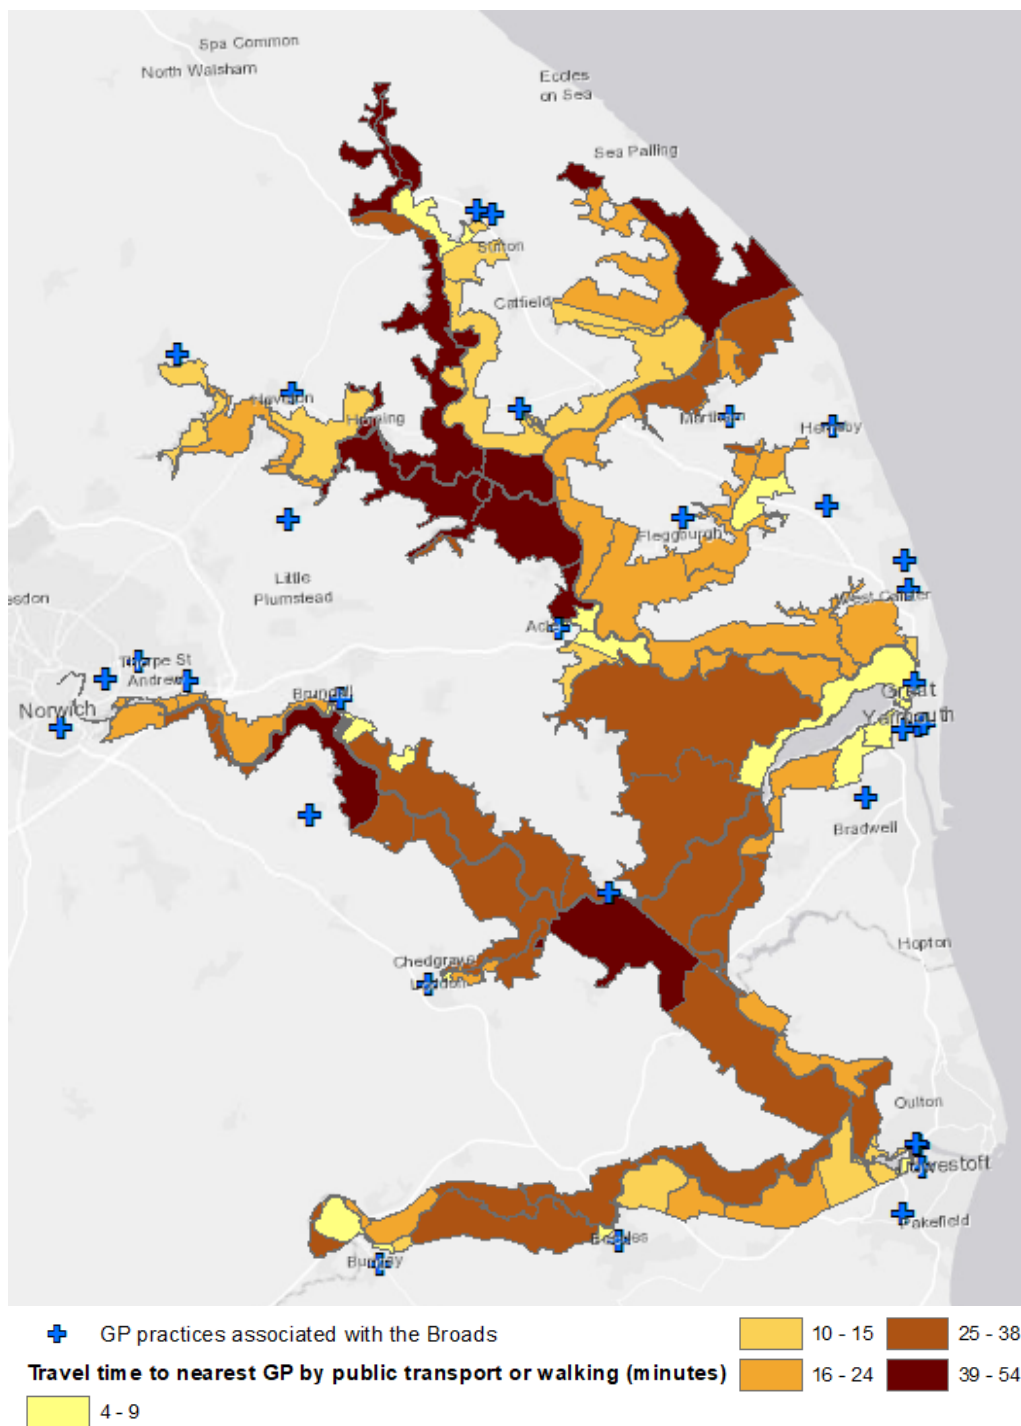 Spa Common
North Walsham
Eccles
on Sea
Sea Palling
Sutton
Catfield
Horning
Martham
Hemsby
Fleggburgh
Little
Plumstead
West Caister
Acle
Thorpe St
Andrew
Norwich
Brundall
Great
Yarmouth
Bradwell
Hopton
Chedgrave
Loddon
Oulton
Lowestoft
Pakefield
Beccles
Bungay
GP practices associated with the Broads
Travel time to nearest GP by public transport or walking (minutes)
4 - 9
10 - 15
16 - 24
25 - 38
39 - 54